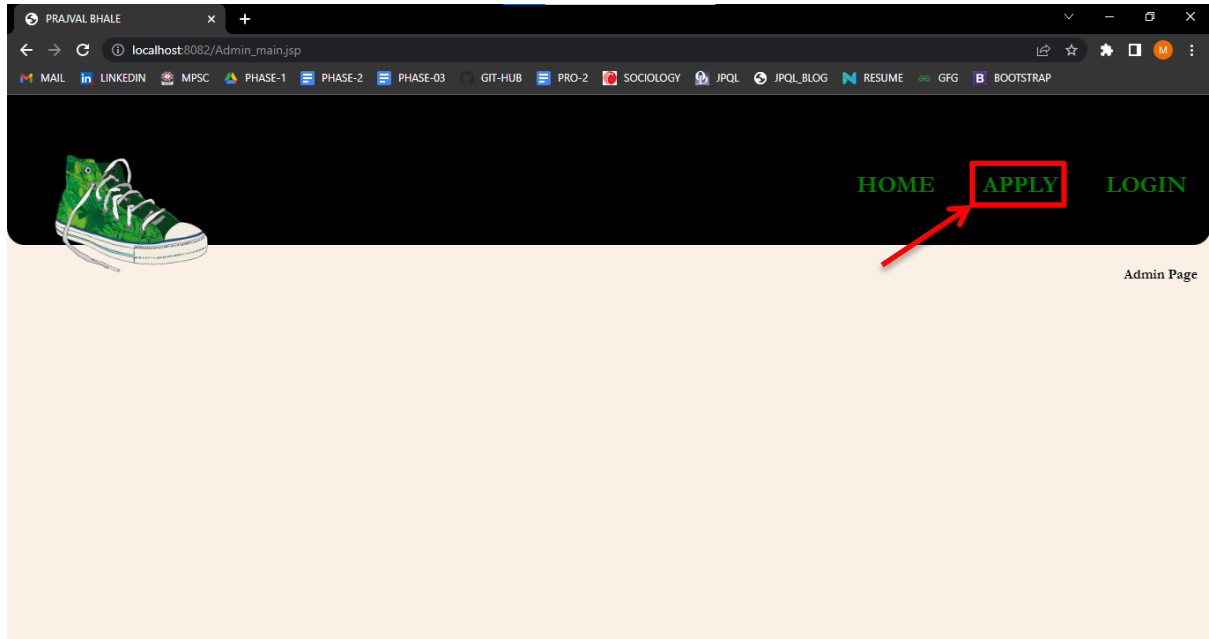 PRAJVAL BHALE
localhost:8082/Admin_main.jsp
M
MAIL in LINKEDIN MPSC PHASE-1 PHASE-2 PHASE-03 GIT-HUB PRO-2 SOCIOLOGY JPQL JPQL_BLOG RESUME GFG B BOOTSTRAP
HOME APPLY LOGIN
Admin Page